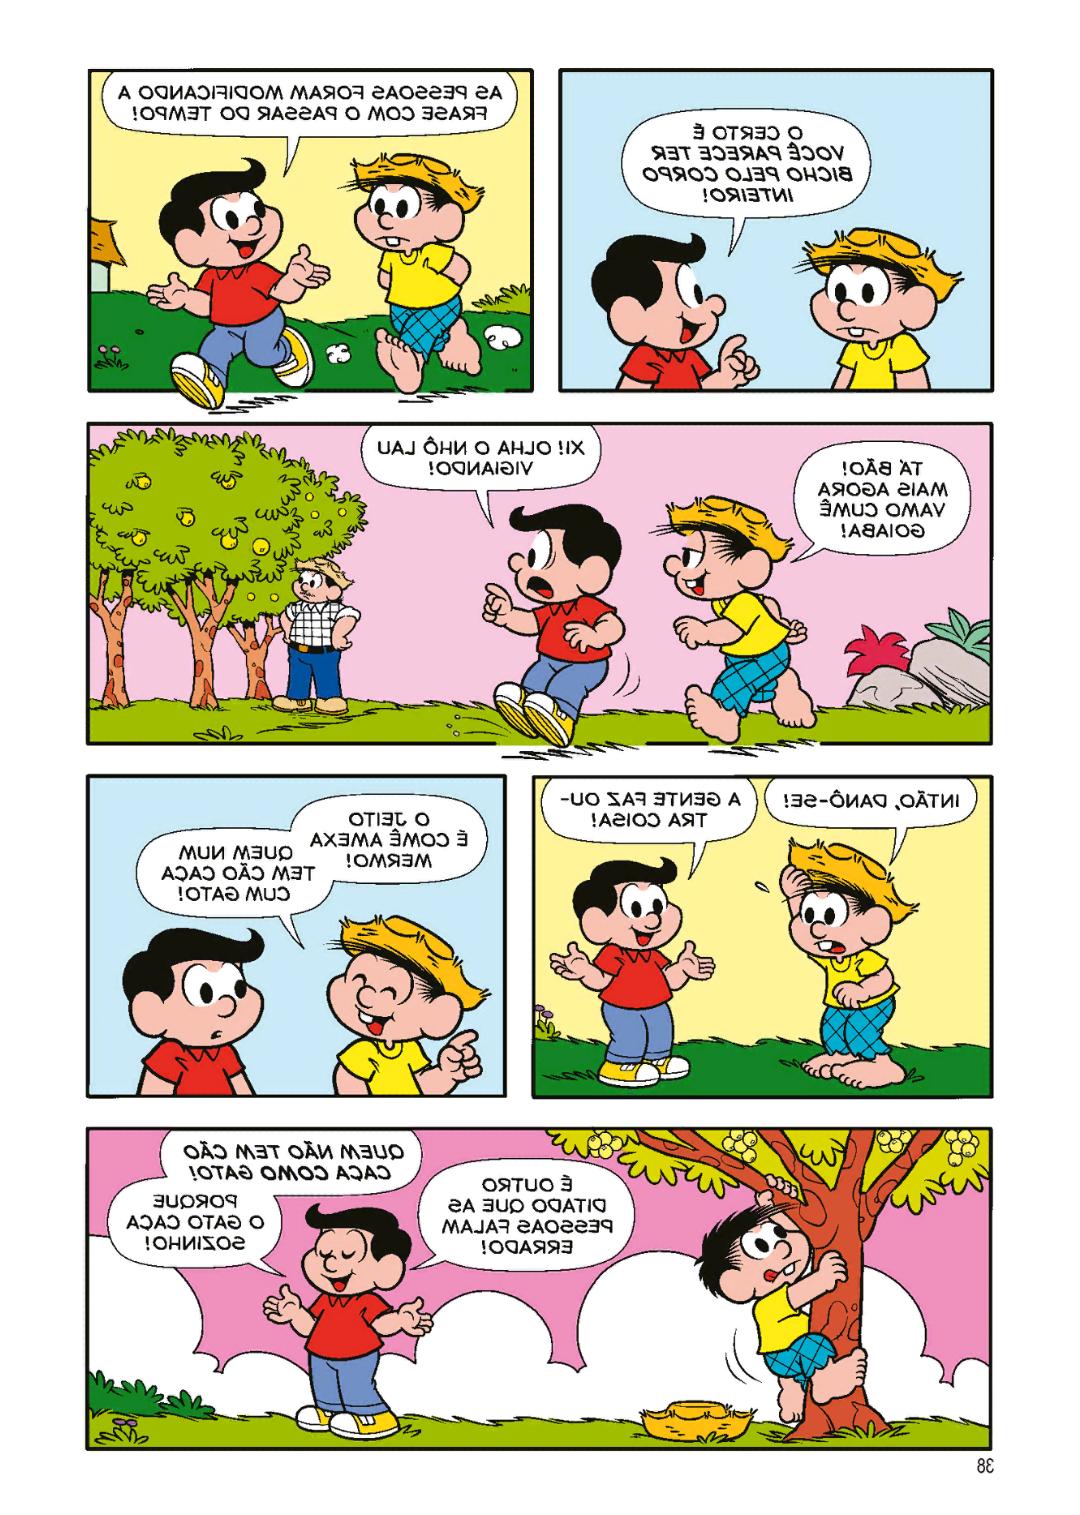 O CERTO É
VOCÊ PARECE TER
BICHO PELO CORPO
INTEIRO!
AS PESSOAS FORAM MODIFICANDO A
FRASE COM O PASSAR DO TEMPO!
TÁ BÃO!
MAIS AGORA
VAMO CUMÊ
GOIABA!
XI! OLHA O NHÔ LAU
VIGIANDO!
INTÃO, DANÔ-SE!
A GENTE FAZ OU-
TRA COISA!
O JEITO
É COMÊ AMEXA
MERMO!
QUEM NUM
TEM CÃO CAÇA
CUM GATO!
É OUTRO
DITADO QUE AS
PESSOAS FALAM
ERRADO!
QUEM NÃO TEM CÃO
CAÇA COMO GATO!
PORQUE
O GATO CAÇA
SOZINHO!
38